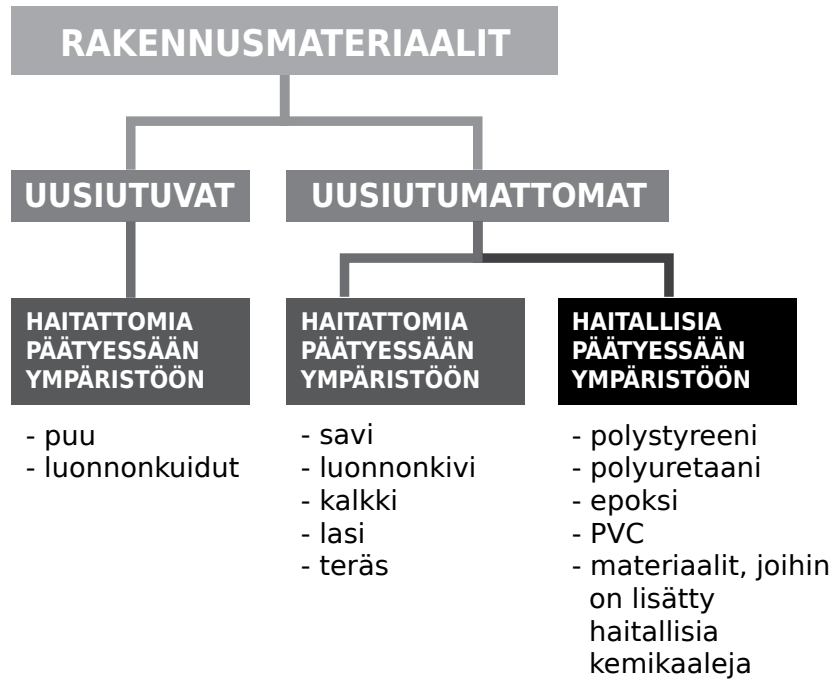 RAKENNUSMATERIAALIT
UUSIUTUVAT
UUSIUTUMATTOMAT
HAITATTOMIA
PÄÄTYESSÄÄN
YMPÄRISTÖÖN
- puu
- luonnonkuidut
HAITATTOMIA
PÄÄTYESSÄÄN
YMPÄRISTÖÖN
- savi
- luonnonkivi
- kalkki
- lasi
- teräs
HAITALLISIA
PÄÄTYESSÄÄN
YMPÄRISTÖÖN
- polystyreeni
- polyuretaani
- epoksi
- PVC
- materiaalit, joihin
on lisätty
haitallisia
kemikaaleja